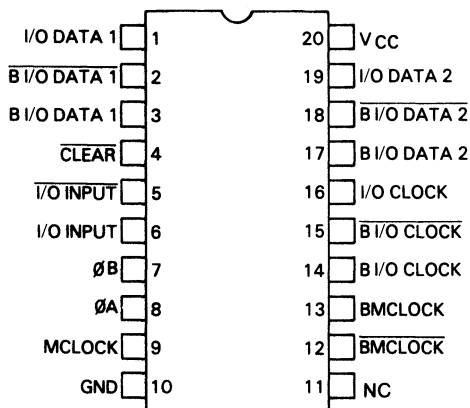 I/O DATA 1 1 20 VCC
B I/O DATA 1 2 19 I/O DATA 2
B I/O DATA 1 3 18 B I/O DATA 2
CLEAR 4 17 B I/O DATA 2
I/O INPUT 5 16 I/O CLOCK
I/O INPUT 6 15 B I/O CLOCK
ØB 7 14 B I/O CLOCK
ØA 8 13 BMCLOCK
MCLOCK 9 12 BMCLOCK
GND 10 11 NC